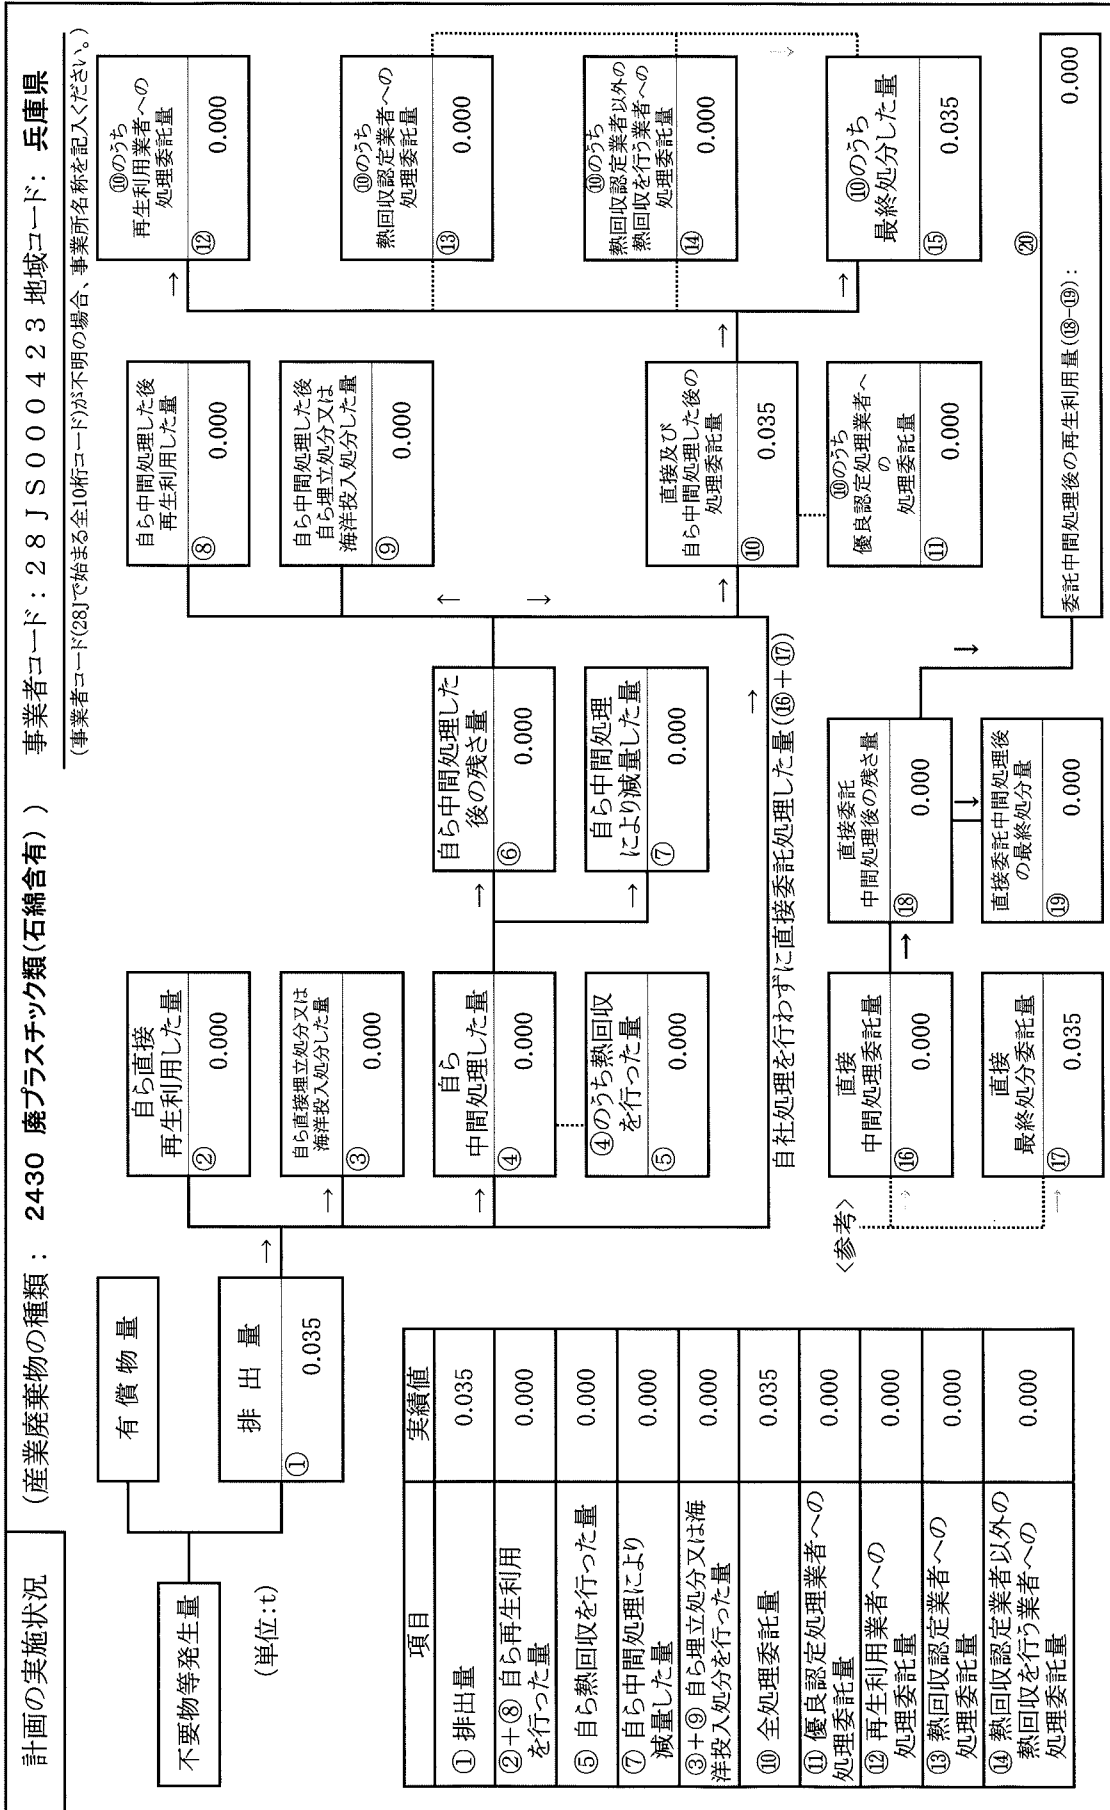 計画の実施状況
(産業廃棄物の種類： 2430 廃プラスチック類(石綿含有) )
事業者コード：２８ＪＳ０００４２３ 地域コード： 兵庫県
(事業者コード(28J)で始まる全10桁コード)が不明の場合、事業所名称を記入ください。)
不要物等発生量
(単位:t)
有 償 物 量
排 出 量
① 0.035
自ら直接
再生利用した量
② 0.000
自ら直接埋立処分又は
海洋投入処分した量
③ 0.000
自ら
中間処理した量
④ 0.000
④のうち熱回収
を行った量
⑤ 0.000
自ら中間処理した
後の残さ量
⑥ 0.000
自ら中間処理
により減量した量
⑦ 0.000
自ら中間処理した後
再生利用した量
⑧ 0.000
自ら中間処理した後
自ら埋立処分又は
海洋投入処分した量
⑨ 0.000
直接及び
自ら中間処理した後の
処理委託量
⑩ 0.035
⑩のうち
優良認定処理業者へ
の
処理委託量
⑪ 0.000
⑩のうち
再生利用業者への
処理委託量
⑫ 0.000
⑩のうち
熱回収認定業者への
処理委託量
⑬ 0.000
⑩のうち
熱回収認定業者以外の
熱回収を行う業者への
処理委託量
⑭ 0.000
⑩のうち
最終処分した量
⑮ 0.035
自社処理を行わずに直接委託処理した量(⑯＋⑰)
<参考>
直接
中間処理委託量
⑯ 0.000
直接
最終処分委託量
⑰ 0.035
直接委託
中間処理後の残さ量
⑱ 0.000
直接委託中間処理後
の最終処分量
⑲ 0.000
⑳
委託中間処理後の再生利用量(⑱-⑲)： 0.000
項目 実績値
① 排出量 0.035
②＋⑧ 自ら再生利用
を行った量 0.000
⑤ 自ら熱回収を行った量 0.000
⑦ 自ら中間処理により
減量した量 0.000
③＋⑨ 自ら埋立処分又は海
洋投入処分を行った量 0.000
⑩ 全処理委託量 0.035
⑪ 優良認定処理業者への
処理委託量 0.000
⑫ 再生利用業者への
処理委託量 0.000
⑬ 熱回収認定業者への
処理委託量 0.000
⑭ 熱回収認定業者以外の
熱回収を行う業者への
処理委託量 0.000